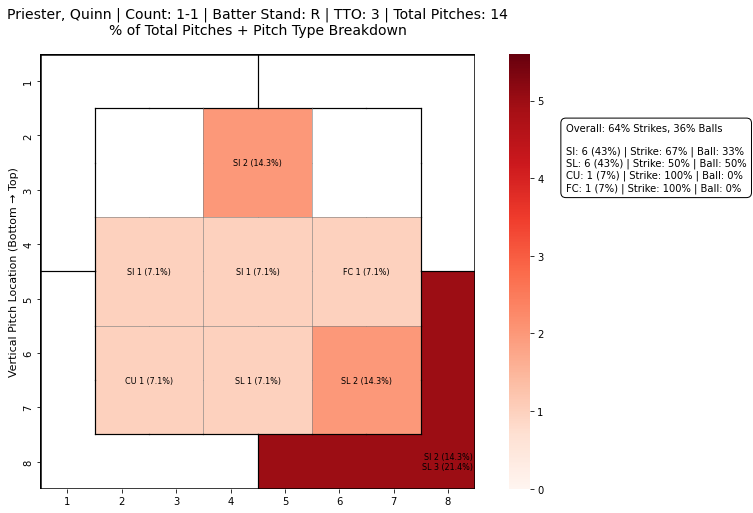 Priester, Quinn | Count: 1-1 | Batter Stand: R | TTO: 3 | Total Pitches: 14
% of Total Pitches + Pitch Type Breakdown
Vertical Pitch Location (Bottom → Top)
1
2
3
4
5
6
7
8
SI 2 (14.3%)
SI 1 (7.1%)
SI 1 (7.1%)
FC 1 (7.1%)
CU 1 (7.1%)
SL 1 (7.1%)
SL 2 (14.3%)
SI 2 (14.3%)
SL 3 (21.4%)
1
2
3
4
5
6
7
8
5
4
3
2
1
0
Overall: 64% Strikes, 36% Balls
SI: 6 (43%) | Strike: 67% | Ball: 33%
SL: 6 (43%) | Strike: 50% | Ball: 50%
CU: 1 (7%) | Strike: 100% | Ball: 0%
FC: 1 (7%) | Strike: 100% | Ball: 0%